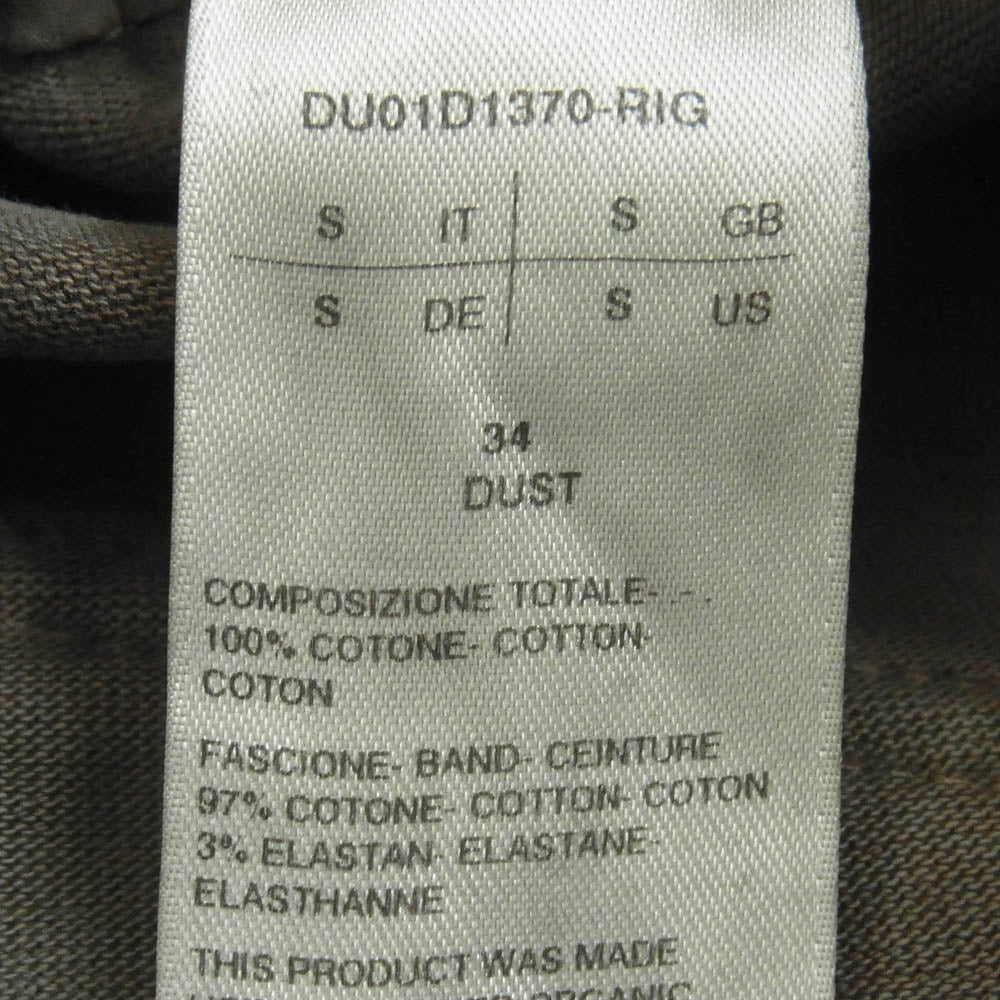 DU01D1370-RIG
S IT S GB
S DE S US
34
DUST
COMPOSIZIONE TOTALE-
100% COTONE- COTTON-
COTON
FASCIONE- BAND- CEINTURE
97% COTONE- COTTON- COTON
3% ELASTAN- ELASTANE-
ELASTHANNE
THIS PRODUCT WAS MADE
ORGANIC